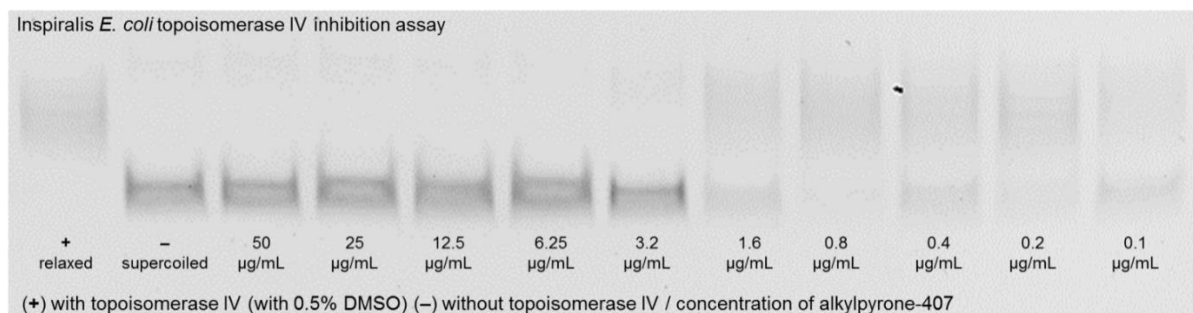 Inspiralis E. coli topoisomerase IV inhibition assay
+ – 50 25 12.5 6.25 3.2 1.6 0.8 0.4 0.2 0.1
relaxed supercoiled µg/mL µg/mL µg/mL µg/mL µg/mL µg/mL µg/mL µg/mL µg/mL µg/mL
(+) with topoisomerase IV (with 0.5% DMSO) (–) without topoisomerase IV / concentration of alkylpyrone-407